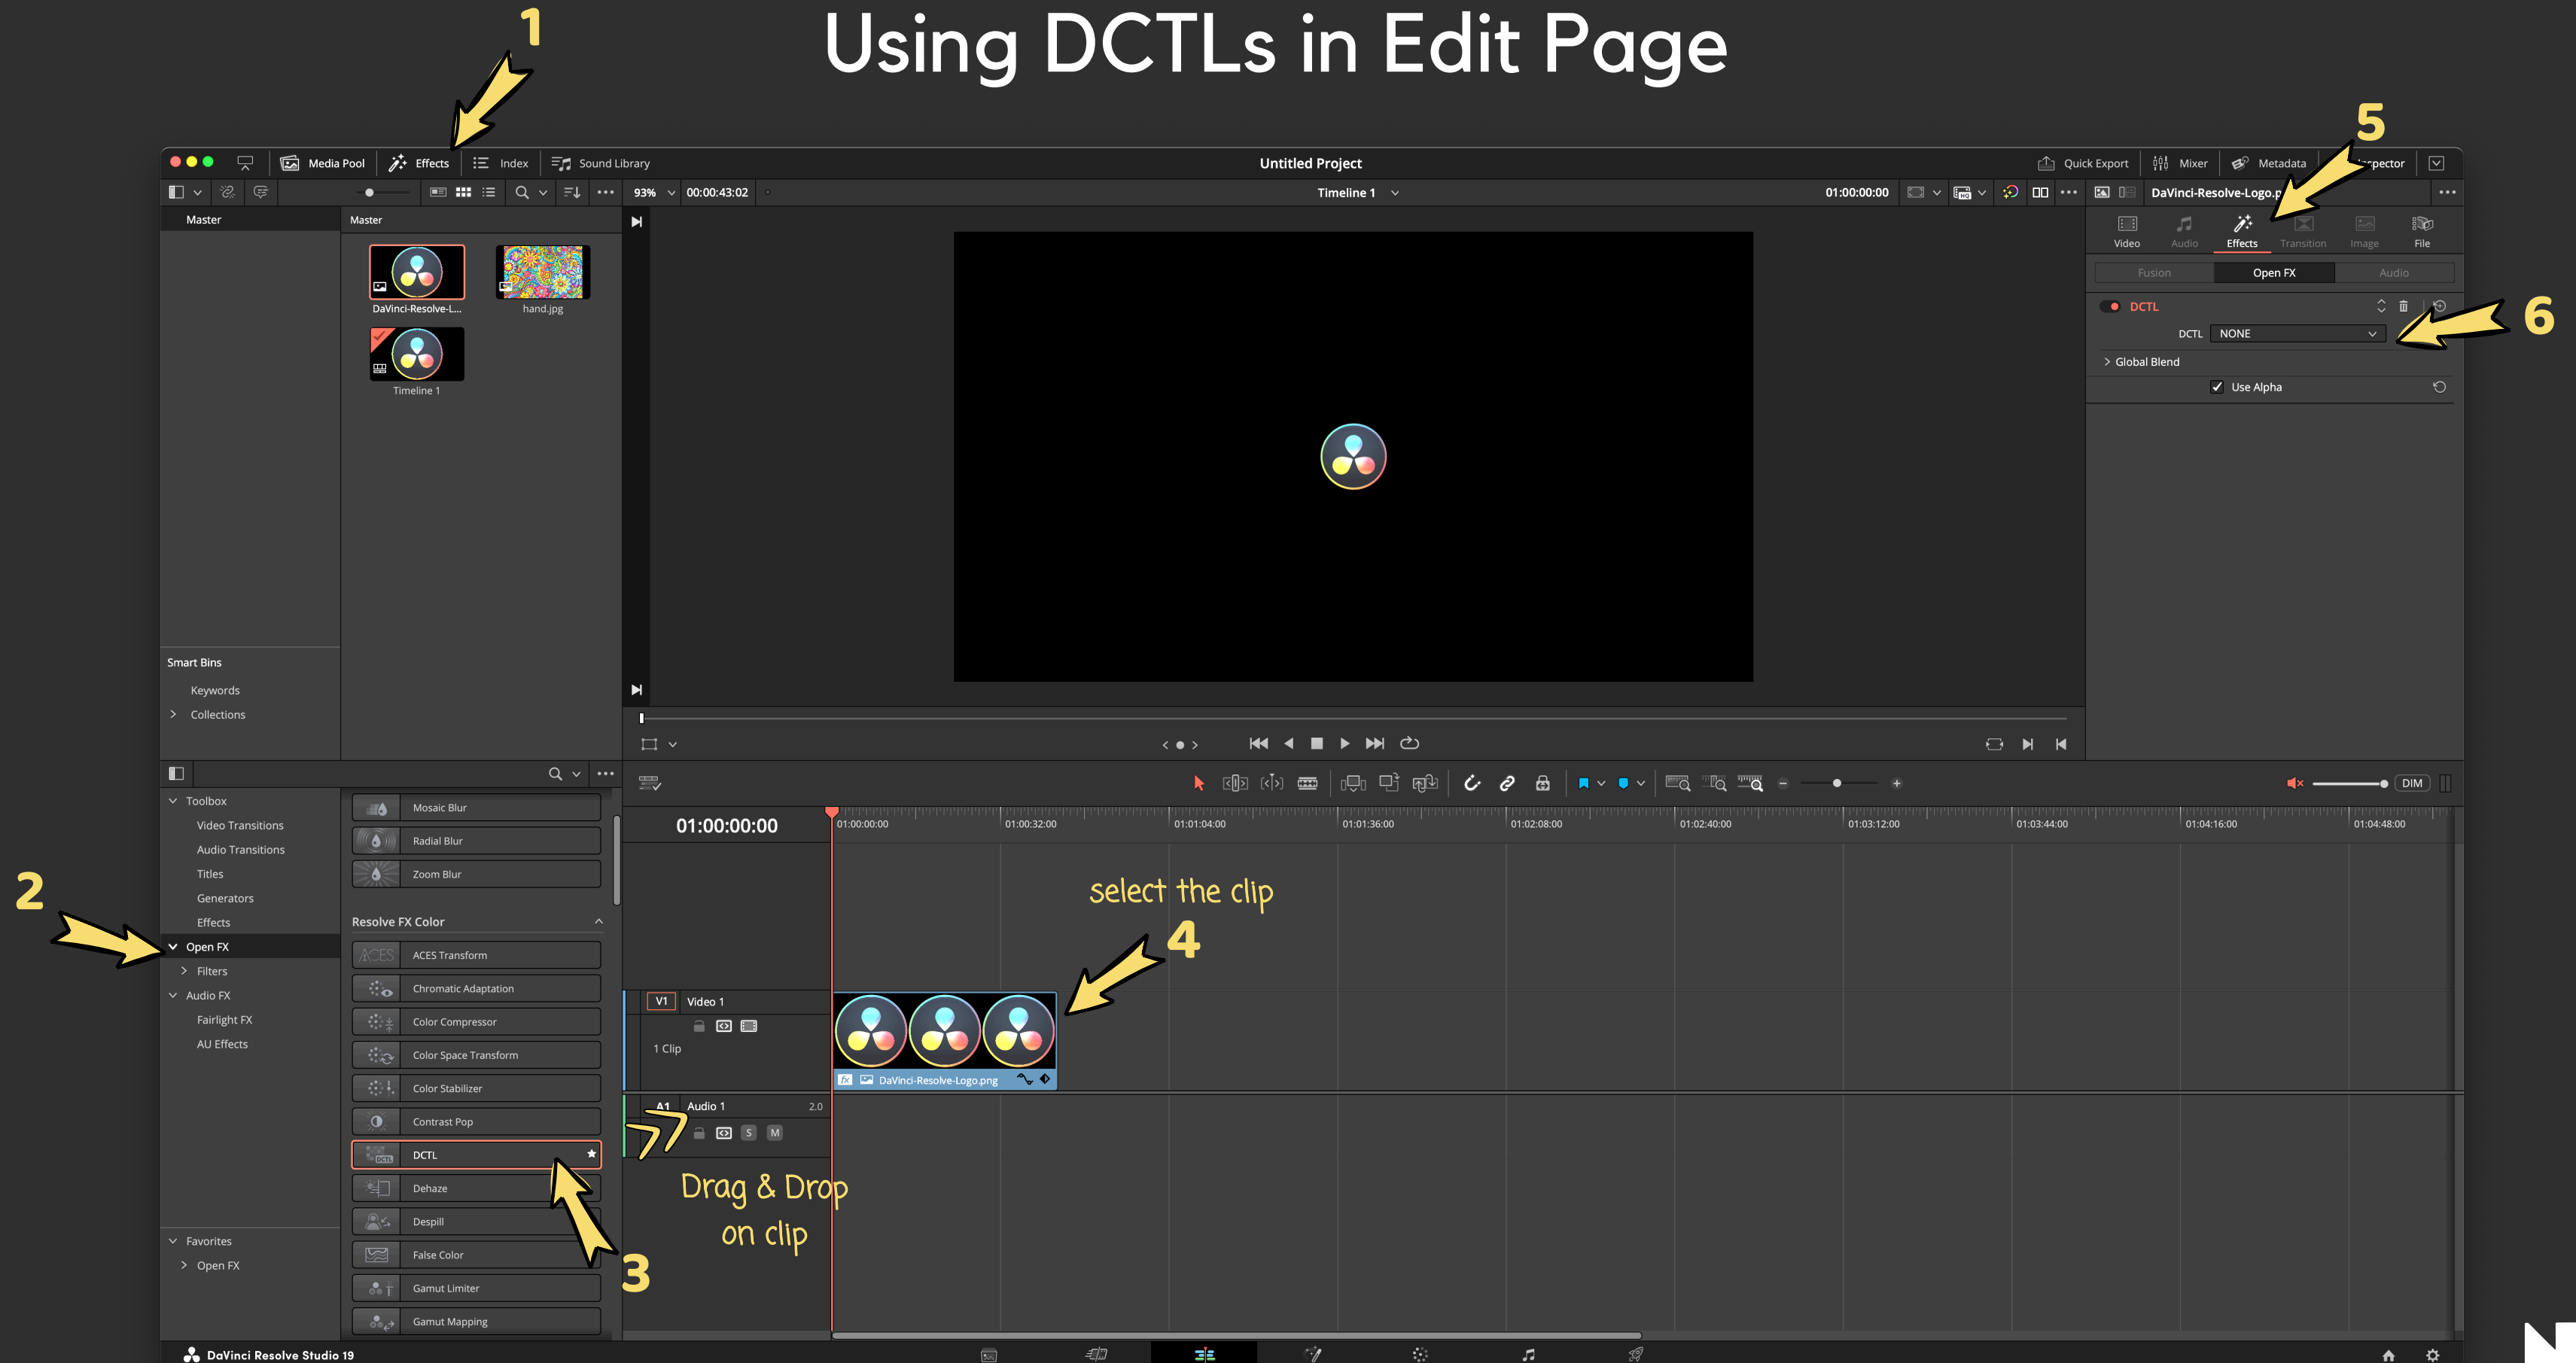 Using DCTLs in Edit Page
1
5
Media Pool
Effects
Index
Sound Library
Untitled Project
Quick Export
Mixer
Metadata
93%
00:00:43:02
Timeline 1
01:00:00:00
DaVinci-Resolve-Logo.p
Master
Master
DaVinci-Resolve-L...
hand.jpg
Timeline 1
Video
Audio
Effects
Transition
Image
File
Fusion
Open FX
Audio
DCTL
DCTL
NONE
6
Global Blend
Use Alpha
Smart Bins
Keywords
Collections
Toolbox
Video Transitions
Audio Transitions
Titles
Generators
Effects
2
Open FX
Filters
Audio FX
Fairlight FX
AU Effects
Favorites
Open FX
Mosaic Blur
Radial Blur
Zoom Blur
Resolve FX Color
ACES
ACES Transform
Chromatic Adaptation
Color Compressor
Color Space Transform
Color Stabilizer
Contrast Pop
DCTL
DCTL
Dehaze
Despill
False Color
Gamut Limiter
Gamut Mapping
3
DIM
01:00:00:00
01:00:00:00
01:00:32:00
01:01:04:00
01:01:36:00
01:02:08:00
01:02:40:00
01:03:12:00
01:03:44:00
01:04:16:00
01:04:48:00
select the clip
4
V1
Video 1
1 Clip
fx
DaVinci-Resolve-Logo.png
A1
Audio 1
2.0
S
M
Drag & Drop
on clip
DaVinci Resolve Studio 19